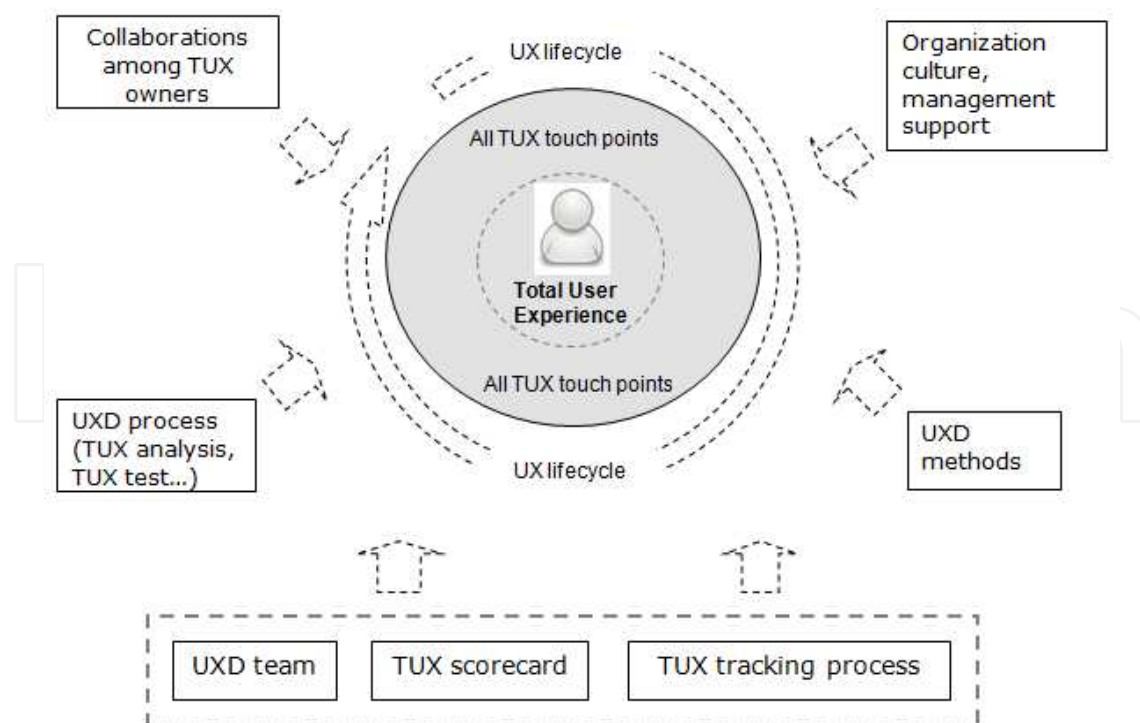 Collaborations
among TUX
owners
UX lifecycle
Organization
culture,
management
support
All TUX touch points
Total User
Experience
All TUX touch points
UXD process
(TUX analysis,
TUX test...)
UX lifecycle
UXD
methods
UXD team
TUX scorecard
TUX tracking process